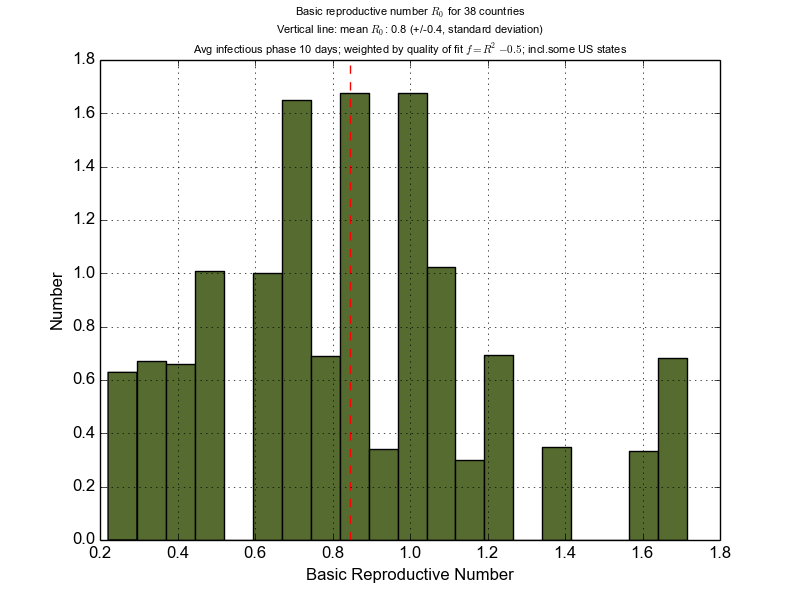 Basic reproductive number R₀ for 38 countries
Vertical line: mean R₀: 0.8 (+/-0.4, standard deviation)
Avg infectious phase 10 days; weighted by quality of fit f=R² −0.5; incl.some US states
1.8
1.6
1.4
1.2
1.0
0.8
0.6
0.4
0.2
0.0
Number
0.2 0.4 0.6 0.8 1.0 1.2 1.4 1.6 1.8
Basic Reproductive Number